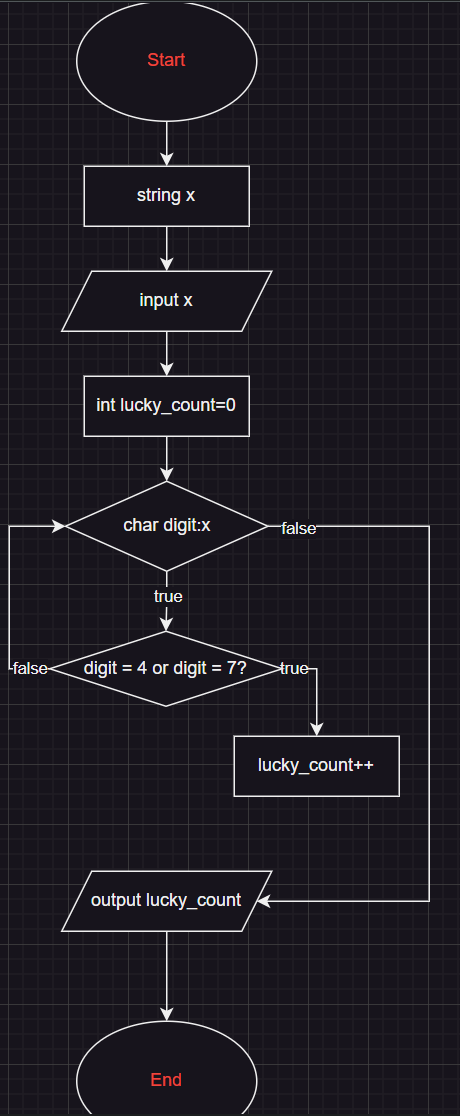 Start
string x
input x
int lucky_count=0
char digit:x
false
true
false
digit = 4 or digit = 7?
true
lucky_count++
output lucky_count
End